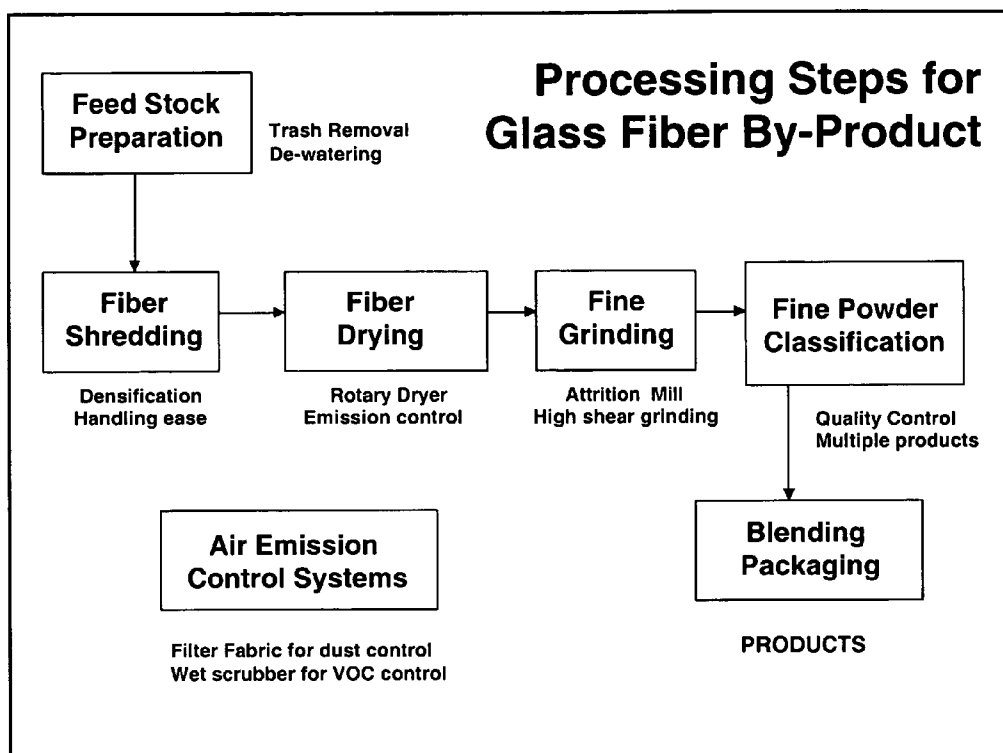 Processing Steps for
Glass Fiber By-Product
Feed Stock
Preparation
Trash Removal
De-watering
Fiber
Shredding
Densification
Handling ease
Fiber
Drying
Rotary Dryer
Emission control
Fine
Grinding
Attrition Mill
High shear grinding
Fine Powder
Classification
Quality Control
Multiple products
Air Emission
Control Systems
Filter Fabric for dust control
Wet scrubber for VOC control
Blending
Packaging
PRODUCTS